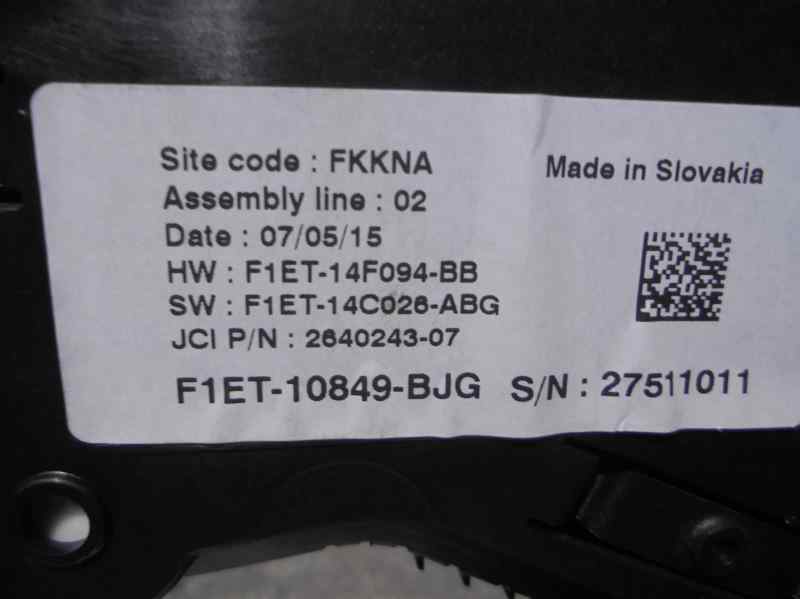 Site code : FKKNA
Made in Slovakia
Assembly line : 02
Date : 07/05/15
HW : F1ET-14F094-BB
SW : F1ET-14C026-ABG
JCI P/N : 2640243-07
F1ET-10849-BJG S/N : 27511011